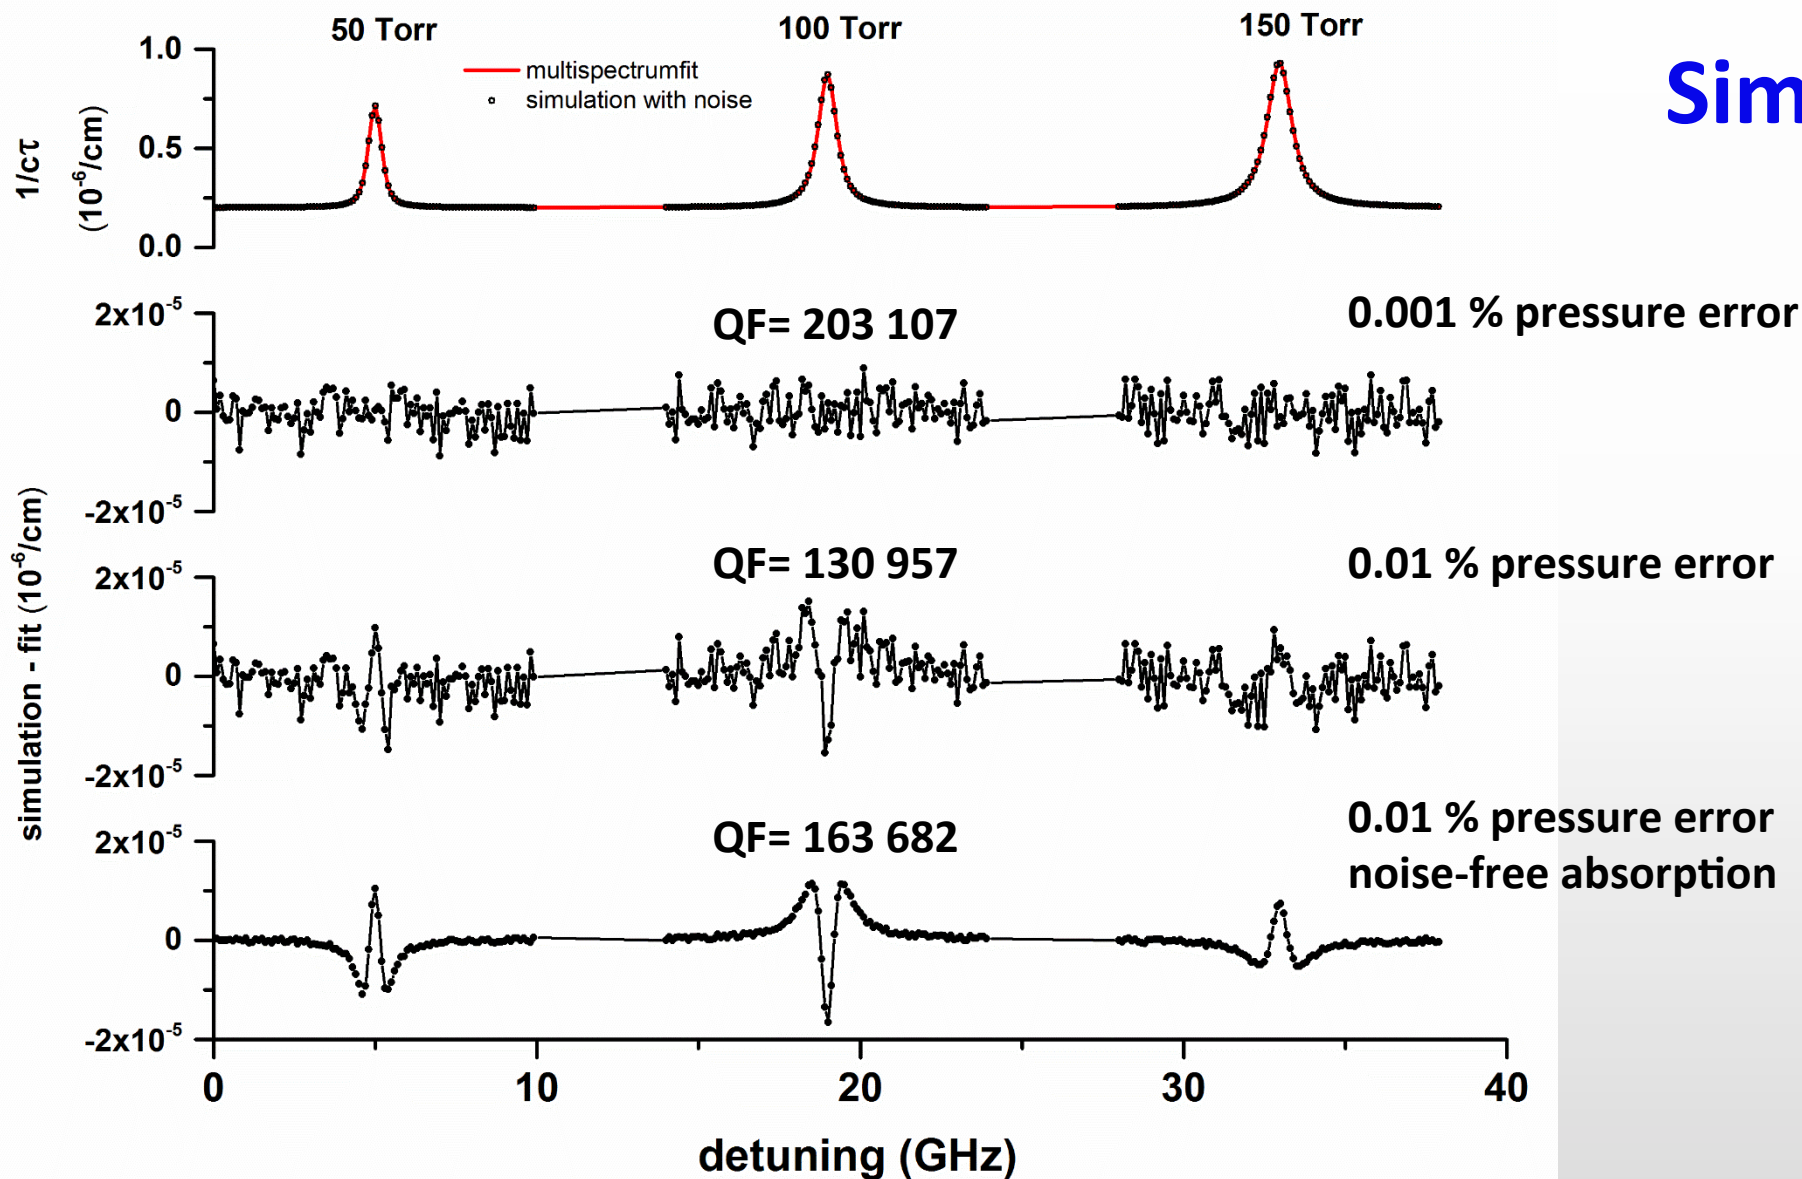 50 Torr
100 Torr
150 Torr
Sim
multispectrumfit
simulation with noise
1/cτ
(10⁻⁶/cm)
1.0
0.5
0.0
QF= 203 107
0.001 % pressure error
2x10⁻⁵
0
-2x10⁻⁵
simulation - fit (10⁻⁶/cm)
QF= 130 957
0.01 % pressure error
2x10⁻⁵
0
-2x10⁻⁵
QF= 163 682
0.01 % pressure error
noise-free absorption
2x10⁻⁵
0
-2x10⁻⁵
0 10 20 30 40
detuning (GHz)